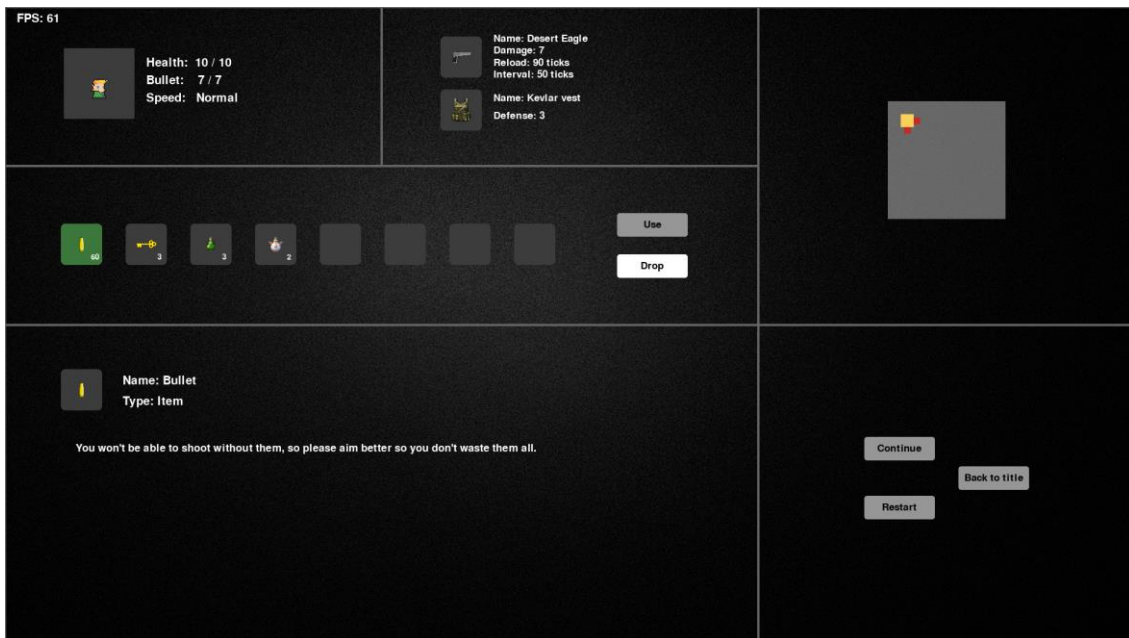 FPS: 61
Health: 10 / 10
Bullet: 7 / 7
Speed: Normal
Name: Desert Eagle
Damage: 7
Reload: 90 ticks
Interval: 50 ticks
Name: Kevlar vest
Defense: 3
60
3
3
2
Use
Drop
Name: Bullet
Type: Item
You won't be able to shoot without them, so please aim better so you don't waste them all.
Continue
Back to title
Restart